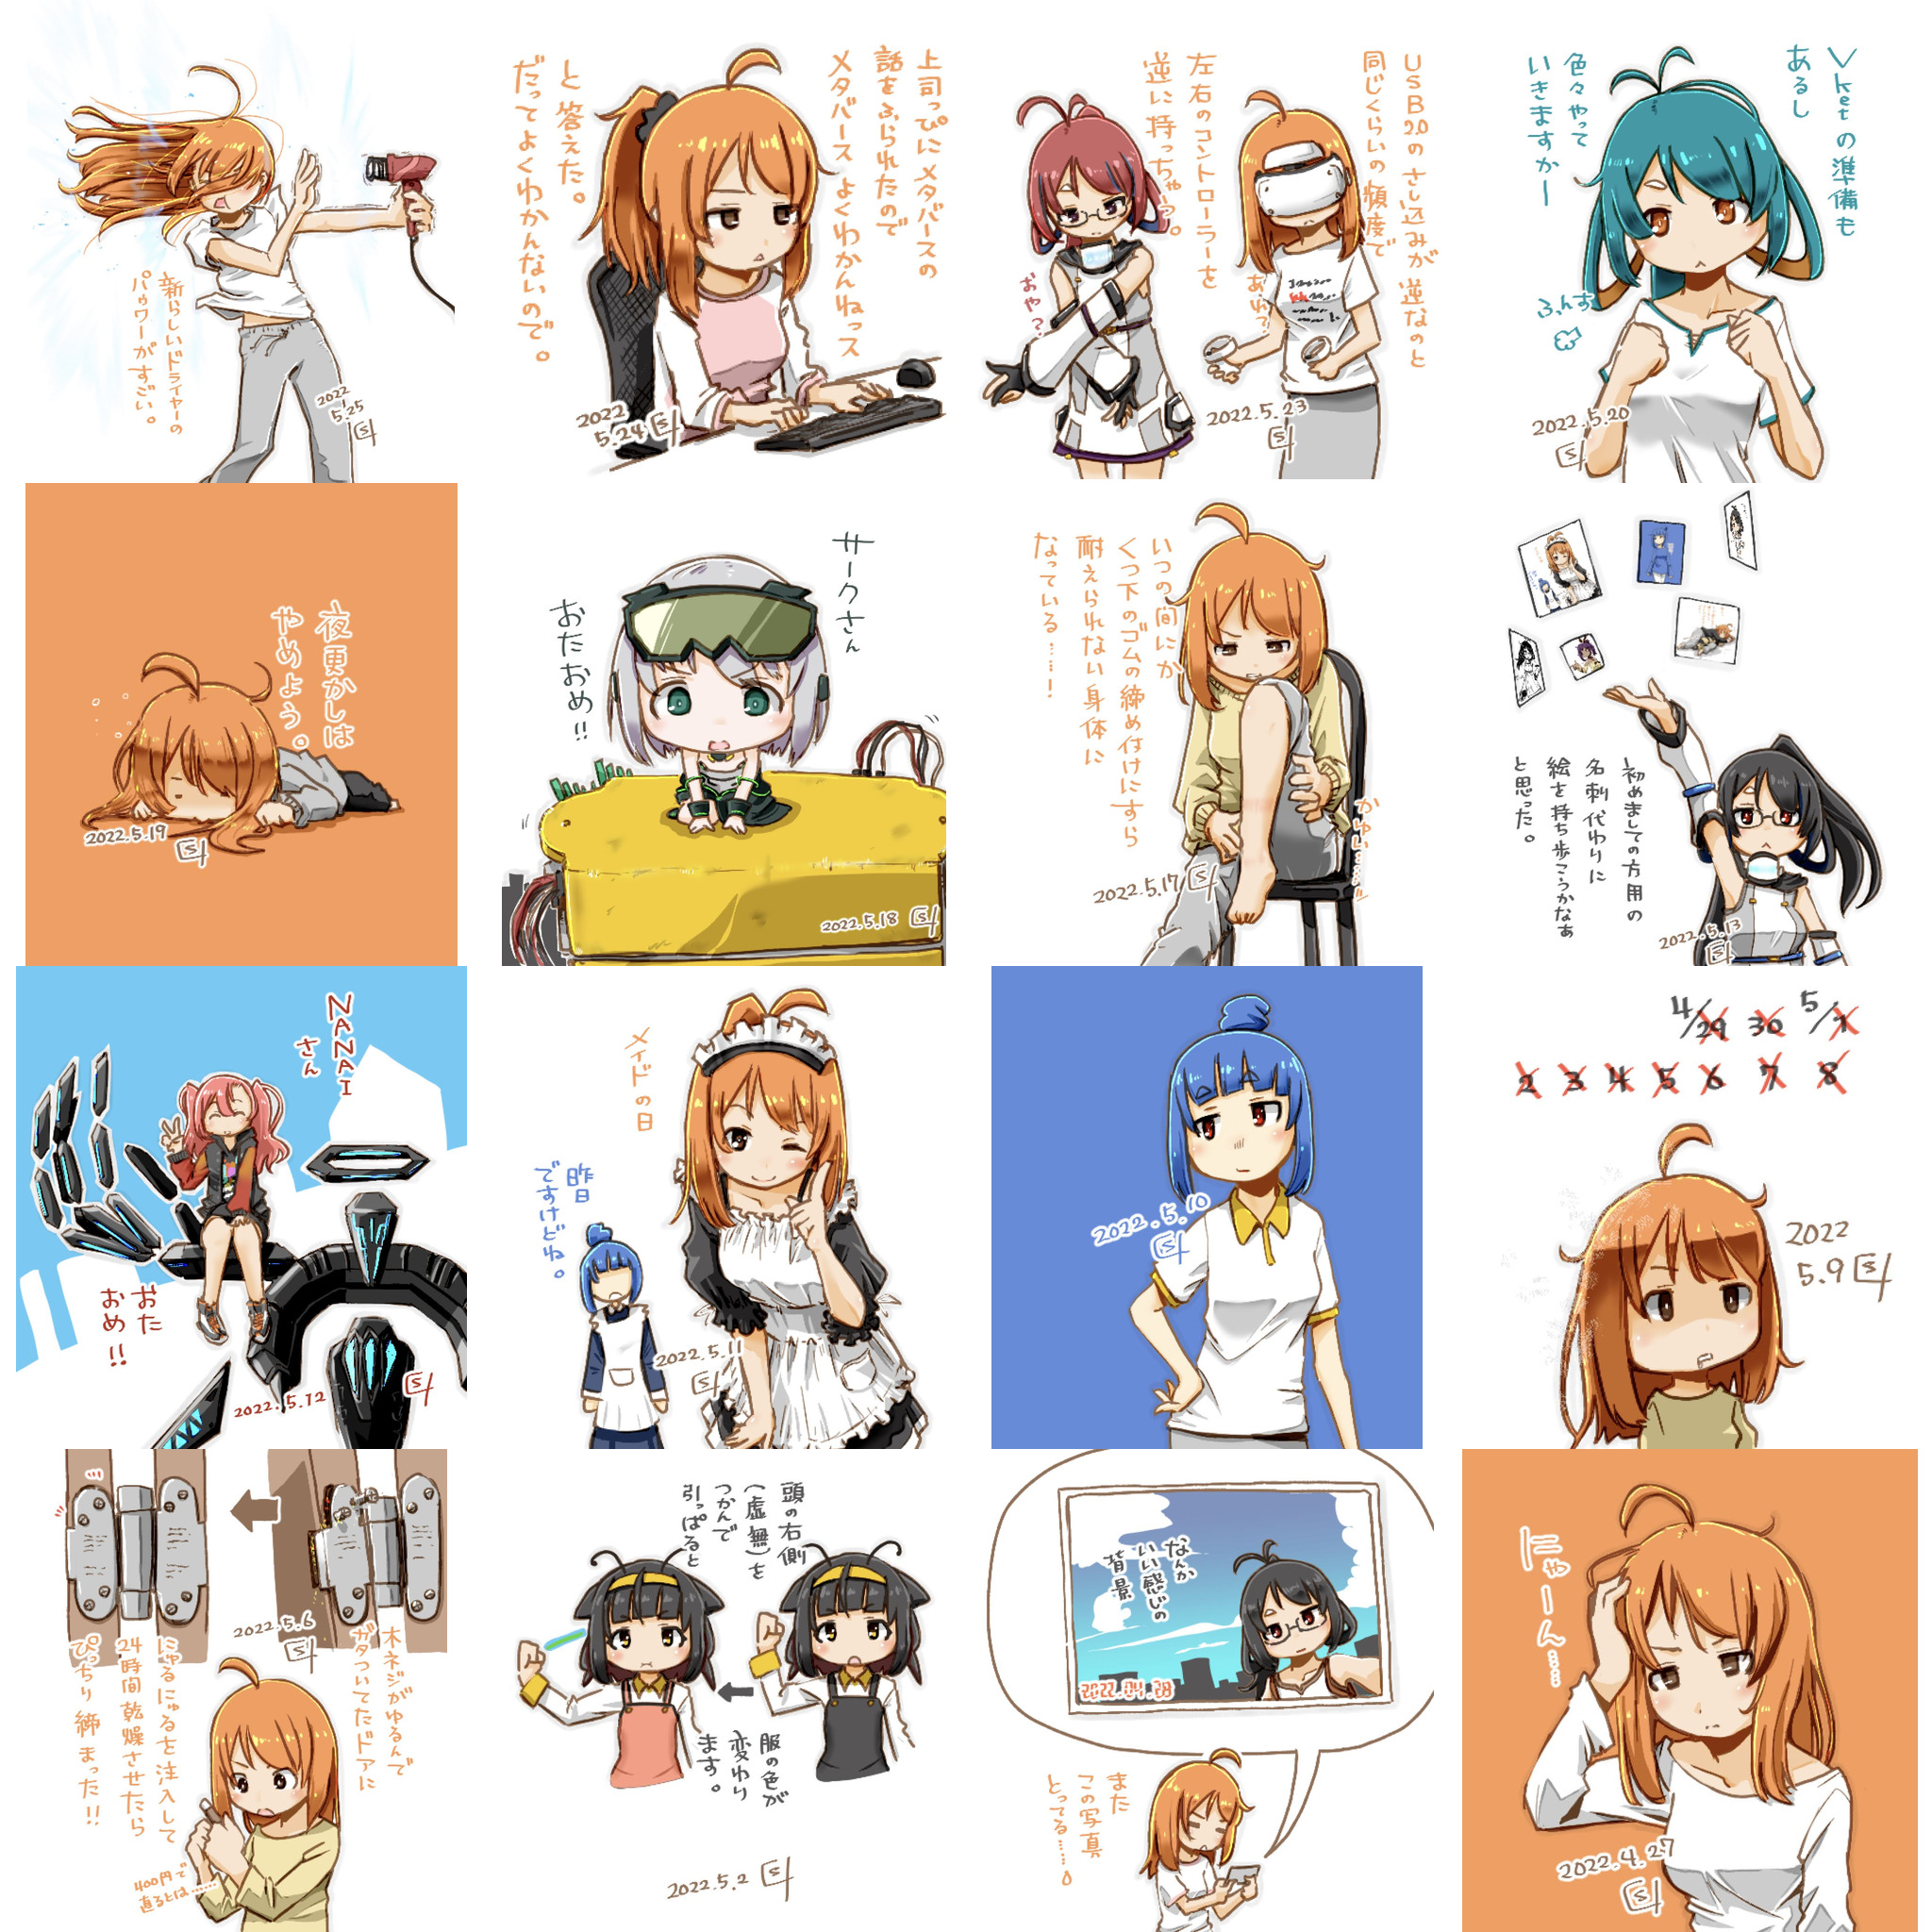 新らしいドライヤーの
パゥワーがすごい。
2022
5.25
上司っぴにメタバースの
話をふられたので
メタバースよくわかんねっス
と答えた。
だってよくわかんないので。
2022
5.24
USB2.0のさし込みが逆なのと
同じくらいの頻度で
左右のコントローラーを
逆に持っちゃう。
おや?
あれ?
2022.5.23
Vketの準備も
あるし
色々やって
いきますかー
ふんす
2022.5.20
夜更かしは
やめよう。
2022.5.19
サークさん
おたおめ!!
2022.5.18
いつの間にか
くつ下のゴムの締め付けにすら
耐えられない身体に
なっている……!
かゆい……
2022.5.17
初めましての方用の
名刺代わりに
絵を持ち歩こうかなぁ
と思った。
2022.5.13
NANAI
さん
おた
おめ!!
2022.5.12
メイドの日
昨日
ですけどね。
2022.5.11
2022.5.10
4/29 30 5/1
2 3 4 5 6 7 8
2022
5.9
木ネジがゆるんで
ガタついてたドアに
にゅるにゅるを注入して
24時間乾燥させたら
ぴっちり締まった!!
400円で
直るとは……
2022.5.6
頭の右側
(虚無)を
つかんで
引っぱると
服の色が
変わり
ます。
2022.5.2
なんか
いい感じの
背景
2022.04.28
また
この写真
とってる……
にゃーん……
2022.4.27